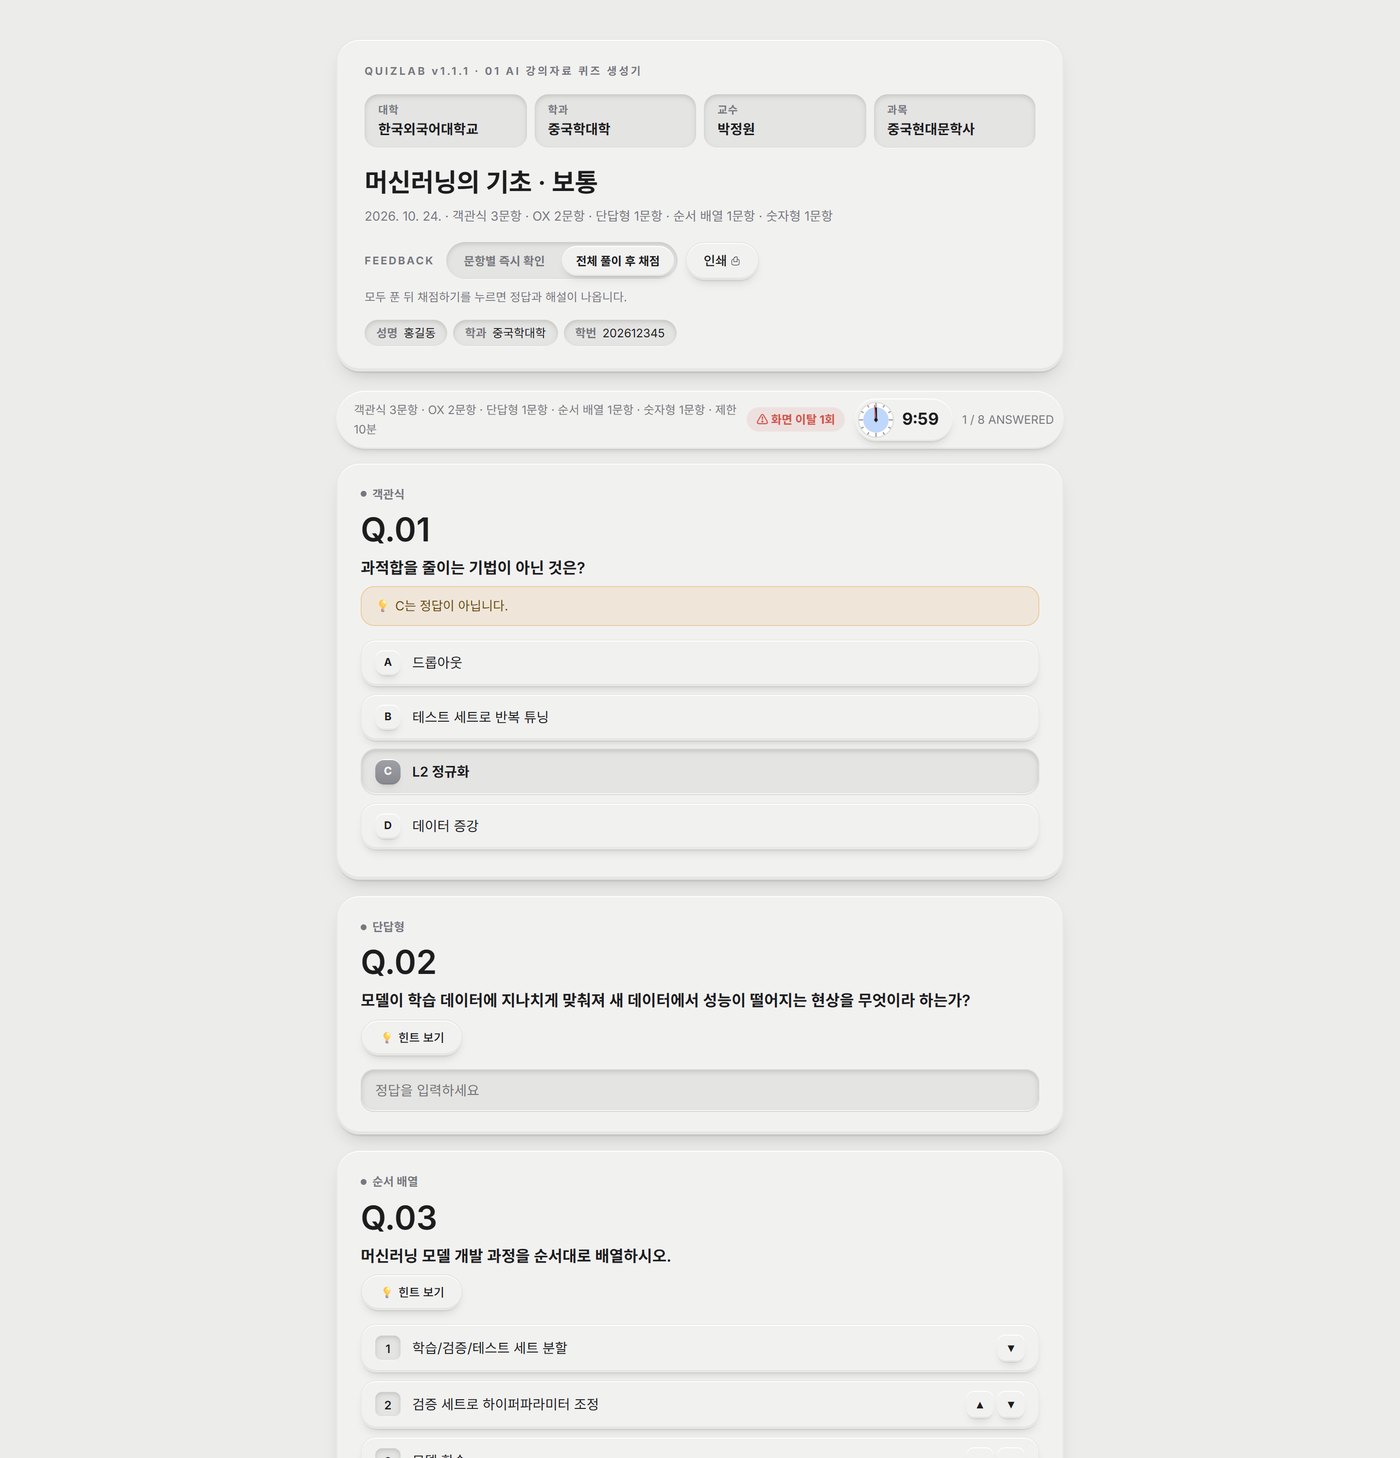 QUIZLAB v1.1.1 · 01 AI 강의자료 퀴즈 생성기
대학
한국외국어대학교
학과
중국학대학
교수
박정원
과목
중국현대문학사
머신러닝의 기초 · 보통
2026. 10. 24. · 객관식 3문항 · OX 2문항 · 단답형 1문항 · 순서 배열 1문항 · 숫자형 1문항
FEEDBACK 문항별 즉시 확인 전체 풀이 후 채점 인쇄
모두 푼 뒤 채점하기를 누르면 정답과 해설이 나옵니다.
성명 홍길동 학과 중국학대학 학번 202612345
객관식 3문항 · OX 2문항 · 단답형 1문항 · 순서 배열 1문항 · 숫자형 1문항 · 제한
10분
화면 이탈 1회
9:59
1 / 8 ANSWERED
객관식
Q.01
과적합을 줄이는 기법이 아닌 것은?
C는 정답이 아닙니다.
A 드롭아웃
B 테스트 세트로 반복 튜닝
C L2 정규화
D 데이터 증강
단답형
Q.02
모델이 학습 데이터에 지나치게 맞춰져 새 데이터에서 성능이 떨어지는 현상을 무엇이라 하는가?
힌트 보기
정답을 입력하세요
순서 배열
Q.03
머신러닝 모델 개발 과정을 순서대로 배열하시오.
힌트 보기
1 학습/검증/테스트 세트 분할 ▼
2 검증 세트로 하이퍼파라미터 조정 ▲ ▼